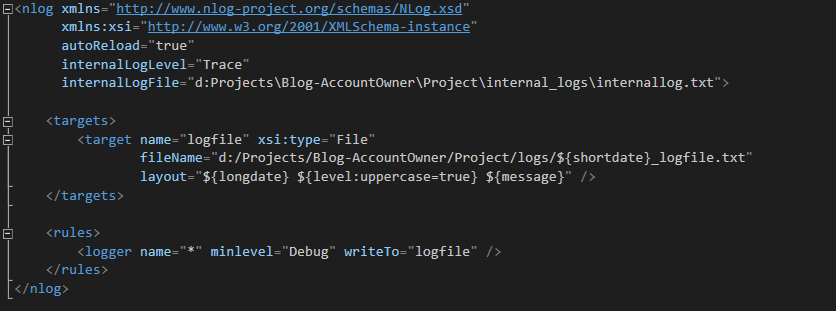 <nlog xmlns="http://www.nlog-project.org/schemas/NLog.xsd"
      xmlns:xsi="http://www.w3.org/2001/XMLSchema-instance"
      autoReload="true"
      internalLogLevel="Trace"
      internalLogFile="d:Projects\Blog-AccountOwner\Project\internal_logs\internallog.txt">

    <targets>
        <target name="logfile" xsi:type="File"
                fileName="d:/Projects/Blog-AccountOwner/Project/logs/${shortdate}_logfile.txt"
                layout="${longdate} ${level:uppercase=true} ${message}" />
    </targets>

    <rules>
        <logger name="*" minlevel="Debug" writeTo="logfile" />
    </rules>
</nlog>